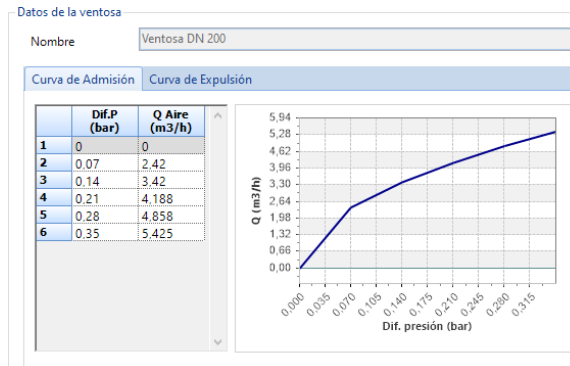 Datos de la ventosa
Nombre
Ventosa DN 200
Curva de Admisión
Curva de Expulsión
Dif.P (bar)
Q Aire (m3/h)
1 0 0
2 0.07 2.42
3 0.14 3.42
4 0.21 4.188
5 0.28 4.858
6 0.35 5.425
Q (m3/h)
5,94
5,28
4,62
3,96
3,30
2,64
1,98
1,32
0,66
0,00
0,000 0,035 0,070 0,105 0,140 0,175 0,210 0,245 0,280 0,315
Dif. presión (bar)